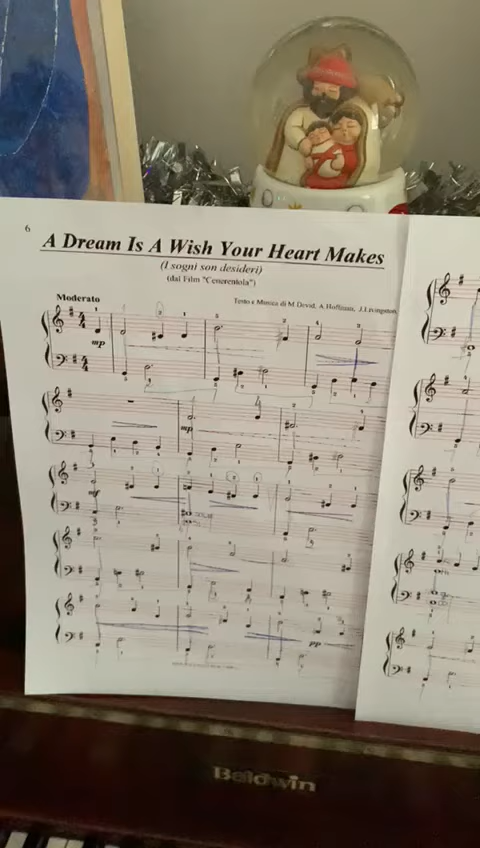 6
A Dream Is A Wish Your Heart Makes
(I sogni son desideri)
(dal Film "Cenerentola")
Moderato
Testo e Musica di M.David, A.Hoffman, J.Livingston
mp
mp
mf
pp
Baldwin